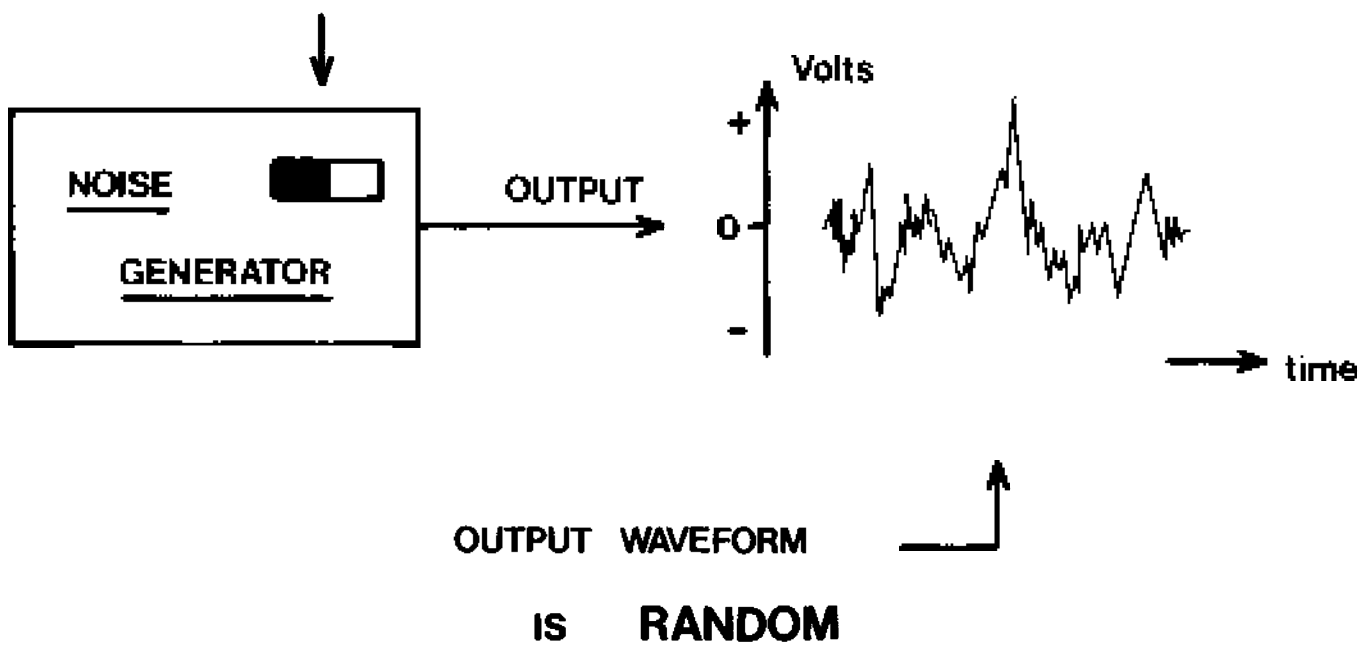 NOISE
GENERATOR
OUTPUT
Volts
+
0
-
time
OUTPUT WAVEFORM
IS RANDOM